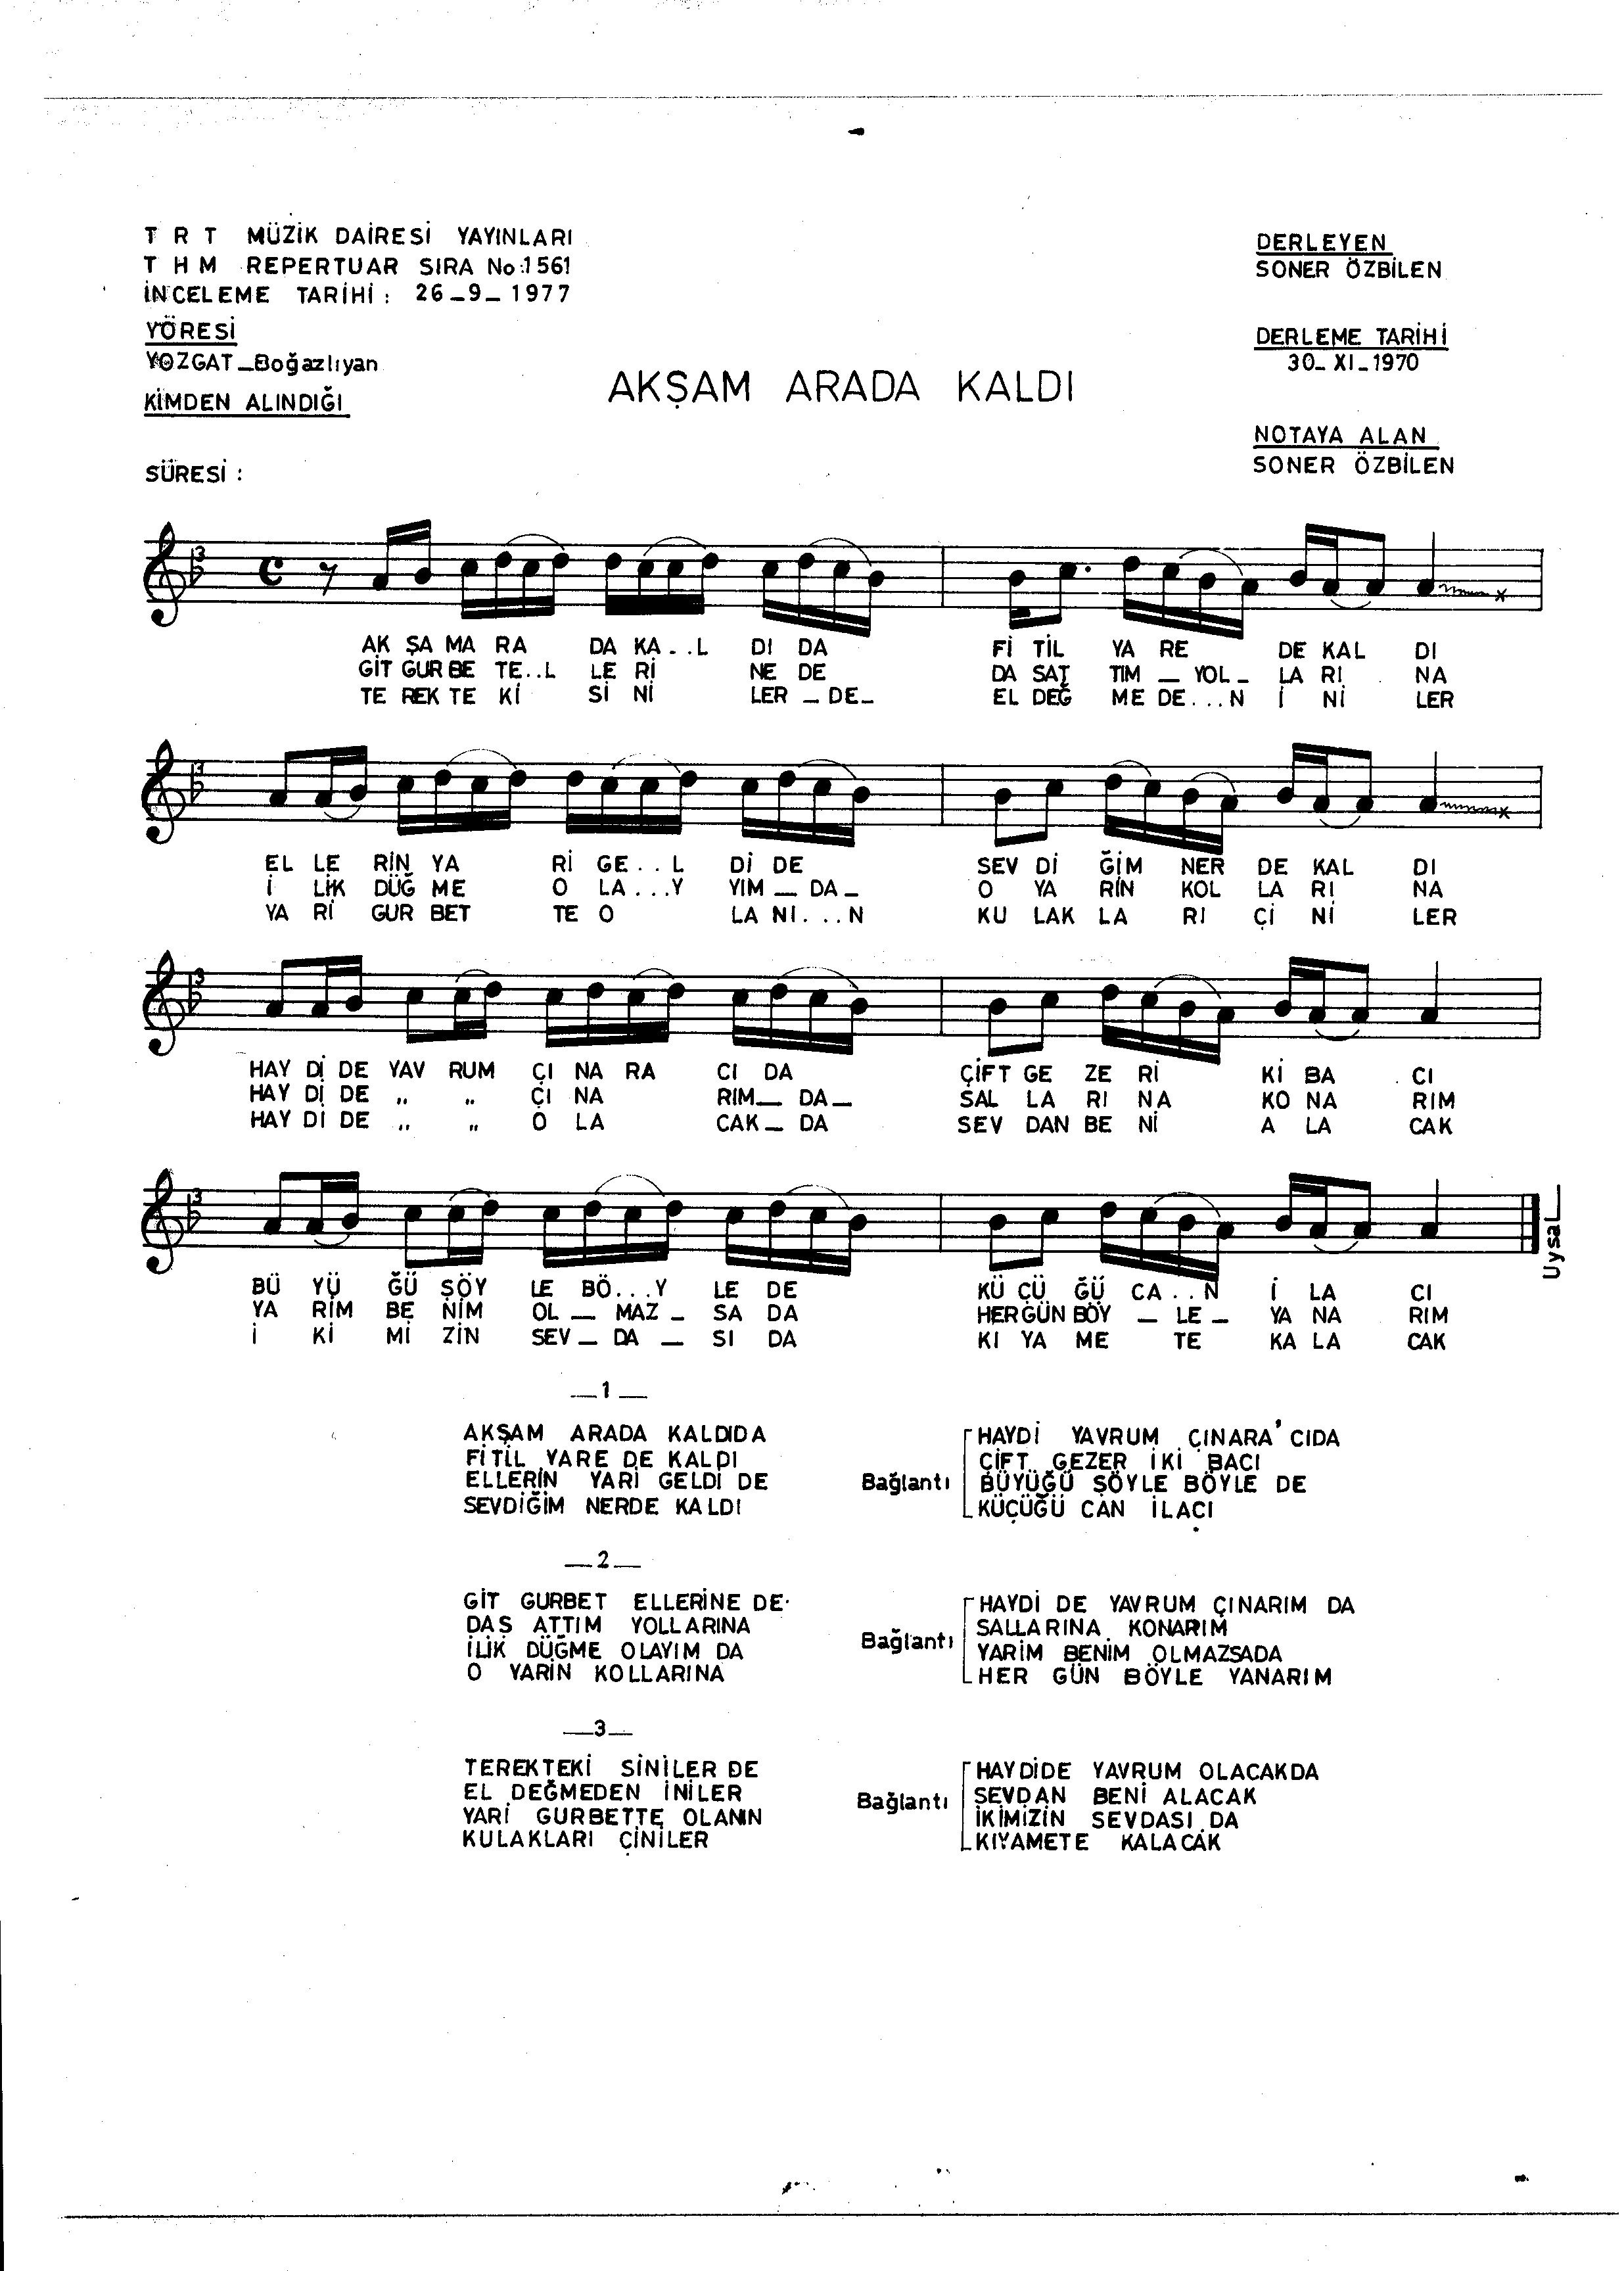 T R T MÜZİK DAİRESİ YAYINLARI
T H M REPERTUAR SIRA No:1561
İNCELEME TARİHİ : 26_9_1977
YÖRESİ
YOZGAT_Boğazlıyan
KİMDEN ALINDIĞI
SÜRESİ :
AKŞAM ARADA KALDI
DERLEYEN
SONER ÖZBİLEN
DERLEME TARİHİ
30_XI_1970
NOTAYA ALAN
SONER ÖZBİLEN
3
AK ŞA MA RA DA KA . . L DI DA Fİ TİL YA RE DE KAL DI
GİT GUR BE TE . . L LE Rİ NE DE DA SAT TIM _ YOL _ LA RI NA
TE REK TE Kİ Sİ Nİ LER _ DE _ EL DEĞ ME DE . . . N İ Nİ LER
3
EL LE RİN YA Rİ GE . . L Dİ DE SEV Dİ ĞİM NER DE KAL DI
İ LİK DÜĞ ME O LA . . . Y YIM _ DA _ O YA RİN KOL LA RI NA
YA Rİ GUR BET TE O LA NI . . . N KU LAK LA RI Çİ Nİ LER
3
HAY Dİ DE YAV RUM ÇI NA RA CI DA ÇİFT GE ZE Rİ Kİ BA CI
HAY Dİ DE ,, ,, ÇI NA RIM _ DA _ SAL LA RI NA KO NA RIM
HAY Dİ DE ,, ,, O LA CAK _ DA SEV DAN BE Nİ A LA CAK
3
BÜ YÜ ĞÜ ŞÖY LE BÖ . . . Y LE DE KÜ ÇÜ ĞÜ CA . . N İ LA CI
YA RİM BE NİM OL _ MAZ _ SA DA HER GÜN BÖY _ LE _ YA NA RIM
İ Kİ Mİ ZİN SEV _ DA _ SI DA KI YA ME TE KA LA CAK
Uysal
_1_
AKŞAM ARADA KALDIDA
FİTİL YARE DE KALDI
ELLERİN YARİ GELDİ DE
SEVDİĞİM NERDE KALDI
Bağlantı
HAYDİ YAVRUM ÇINARA'CIDA
ÇİFT GEZER İKİ BACI
BÜYÜĞÜ ŞÖYLE BÖYLE DE
KÜÇÜĞÜ CAN İLACI
_2_
GİT GURBET ELLERİNE DE
DAS ATTIM YOLLARINA
İLİK DÜĞME OLAYIM DA
O YARİN KOLLARINA
Bağlantı
HAYDİ DE YAVRUM ÇINARIM DA
SALLARINA KONARIM
YARİM BENİM OLMAZSADA
HER GÜN BÖYLE YANARIM
_3_
TEREKTEKİ SİNİLER DE
EL DEĞMEDEN İNİLER
YARİ GURBETTE OLANIN
KULAKLARI ÇİNİLER
Bağlantı
HAYDİDE YAVRUM OLACAKDA
SEVDAN BENİ ALACAK
İKİMİZİN SEVDASI DA
KIYAMETE KALACAK